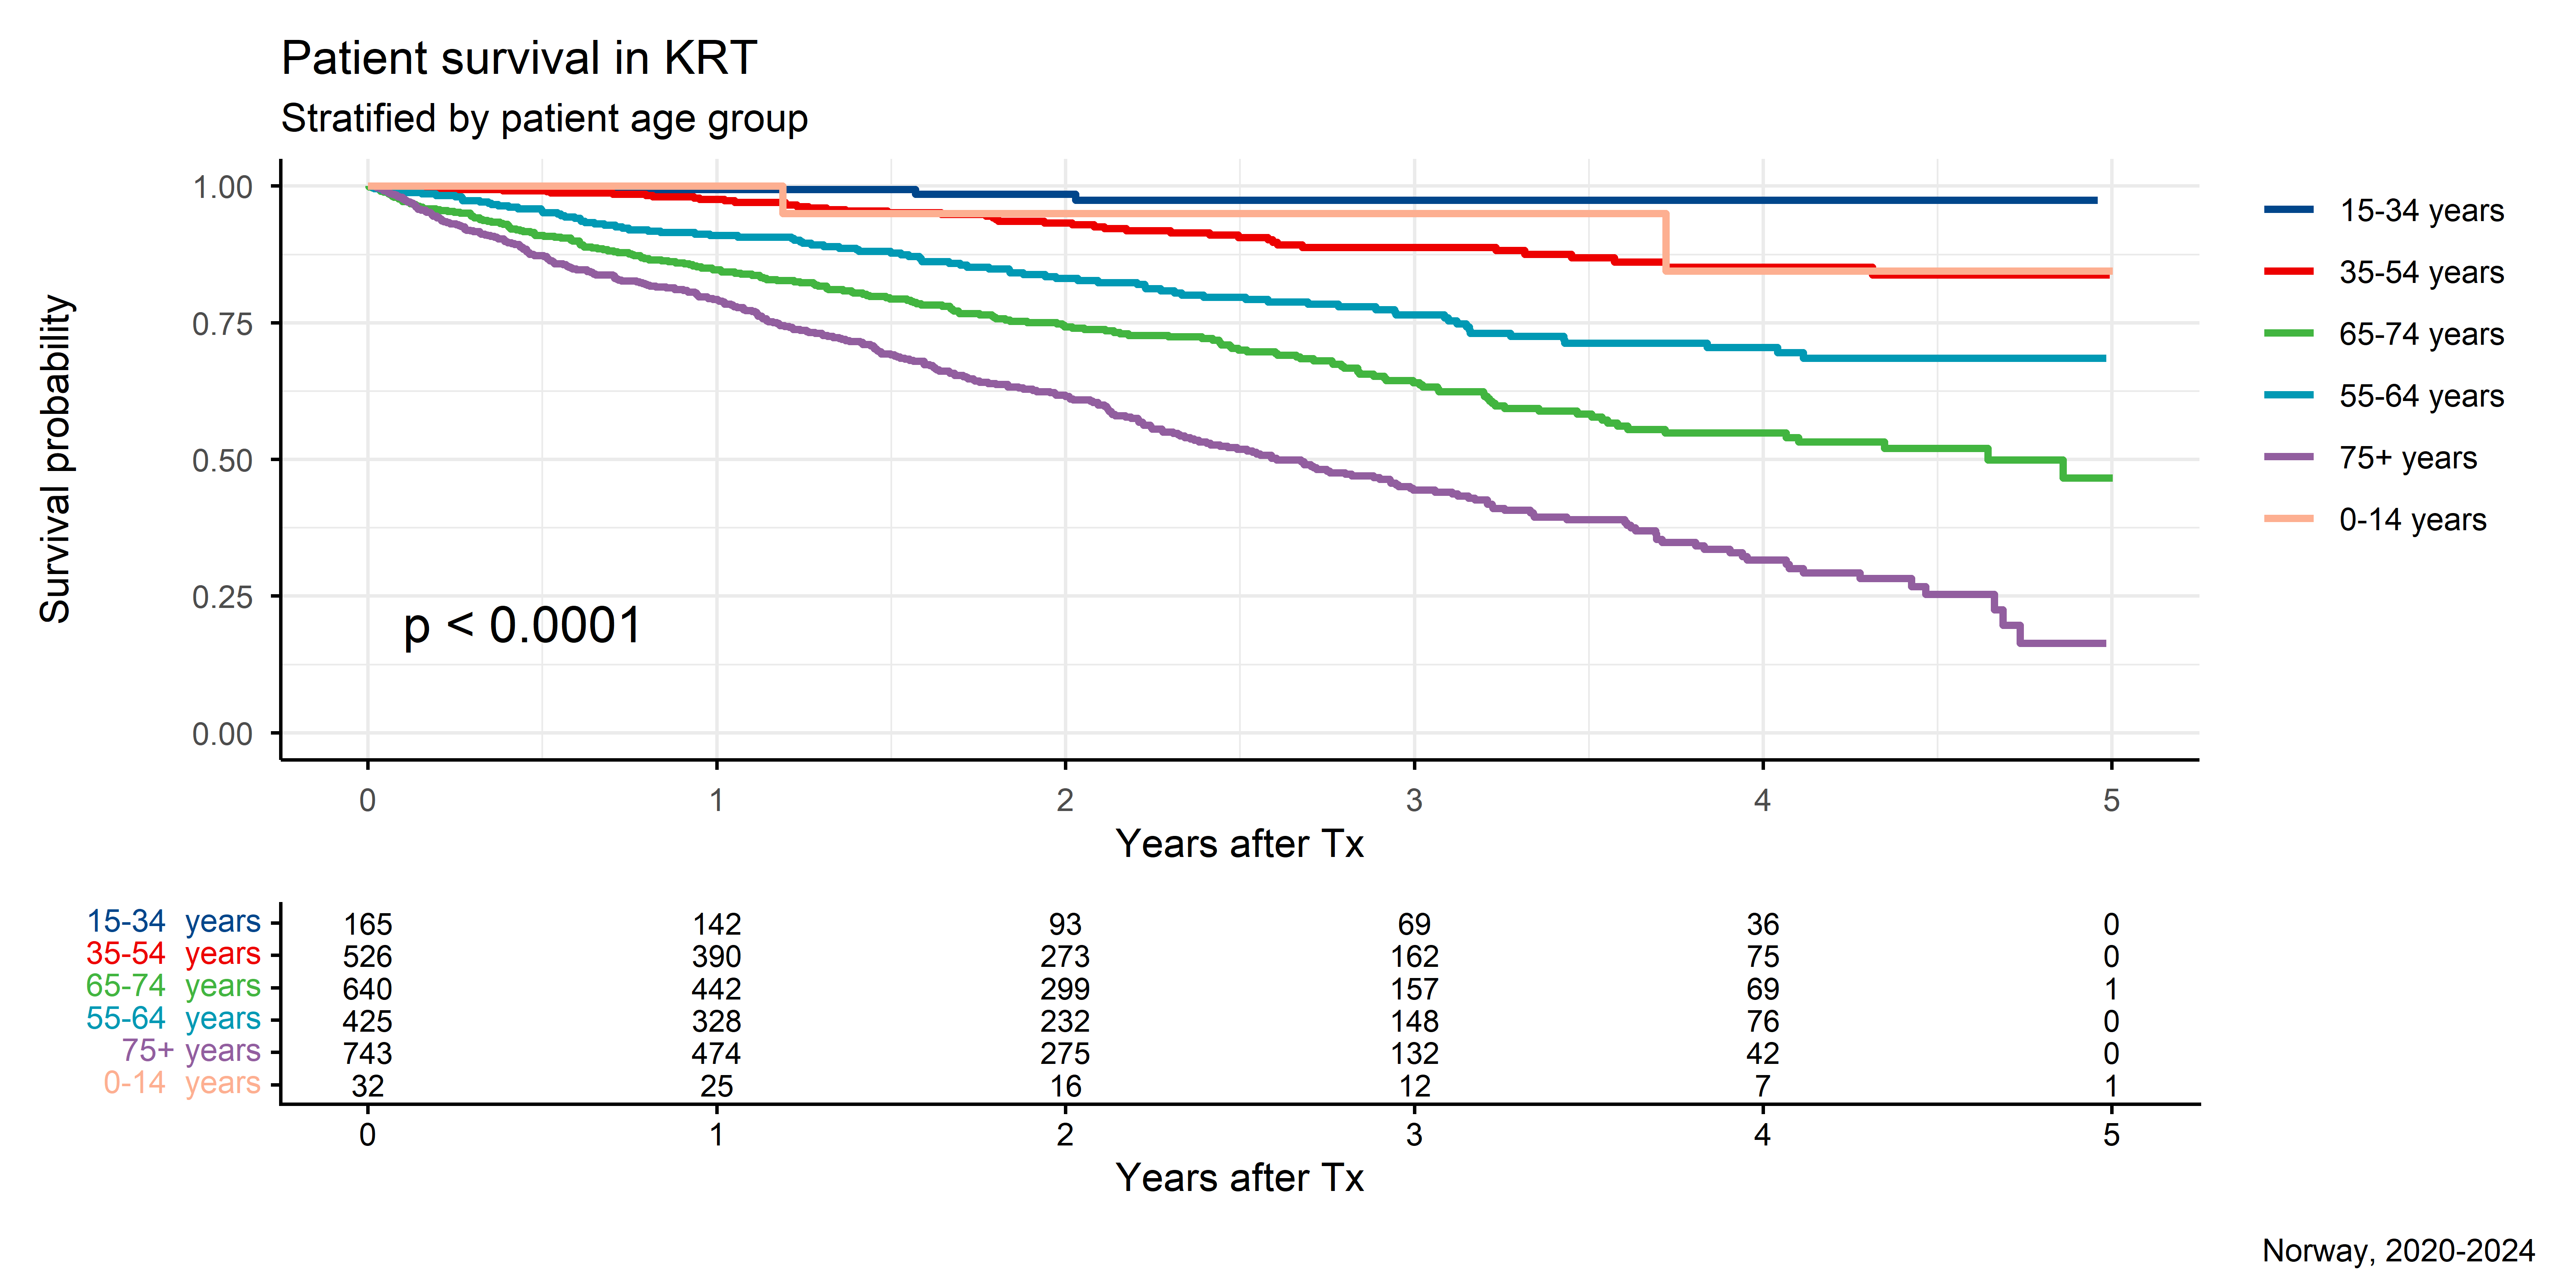 Patient survival in KRT
Stratified by patient age group
Survival probability
1.00
0.75
0.50
0.25
0.00
p < 0.0001
0 1 2 3 4 5
Years after Tx
15-34 years
35-54 years
65-74 years
55-64 years
75+ years
0-14 years
15-34 years 165 142 93 69 36 0
35-54 years 526 390 273 162 75 0
65-74 years 640 442 299 157 69 1
55-64 years 425 328 232 148 76 0
75+ years 743 474 275 132 42 0
0-14 years 32 25 16 12 7 1
0 1 2 3 4 5
Years after Tx
Norway, 2020-2024